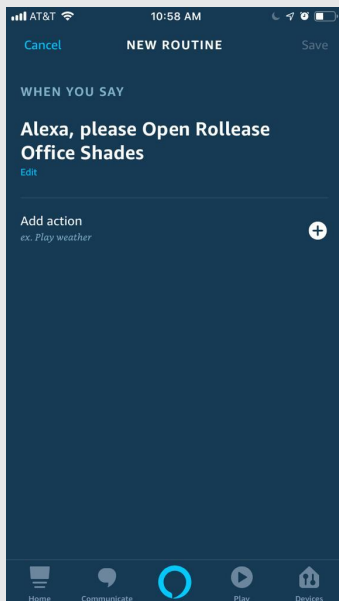 AT&T 10:58 AM
Cancel NEW ROUTINE Save
WHEN YOU SAY
Alexa, please Open Rollease
Office Shades
Edit
Add action
ex. Play weather
Home Communicate Play Devices